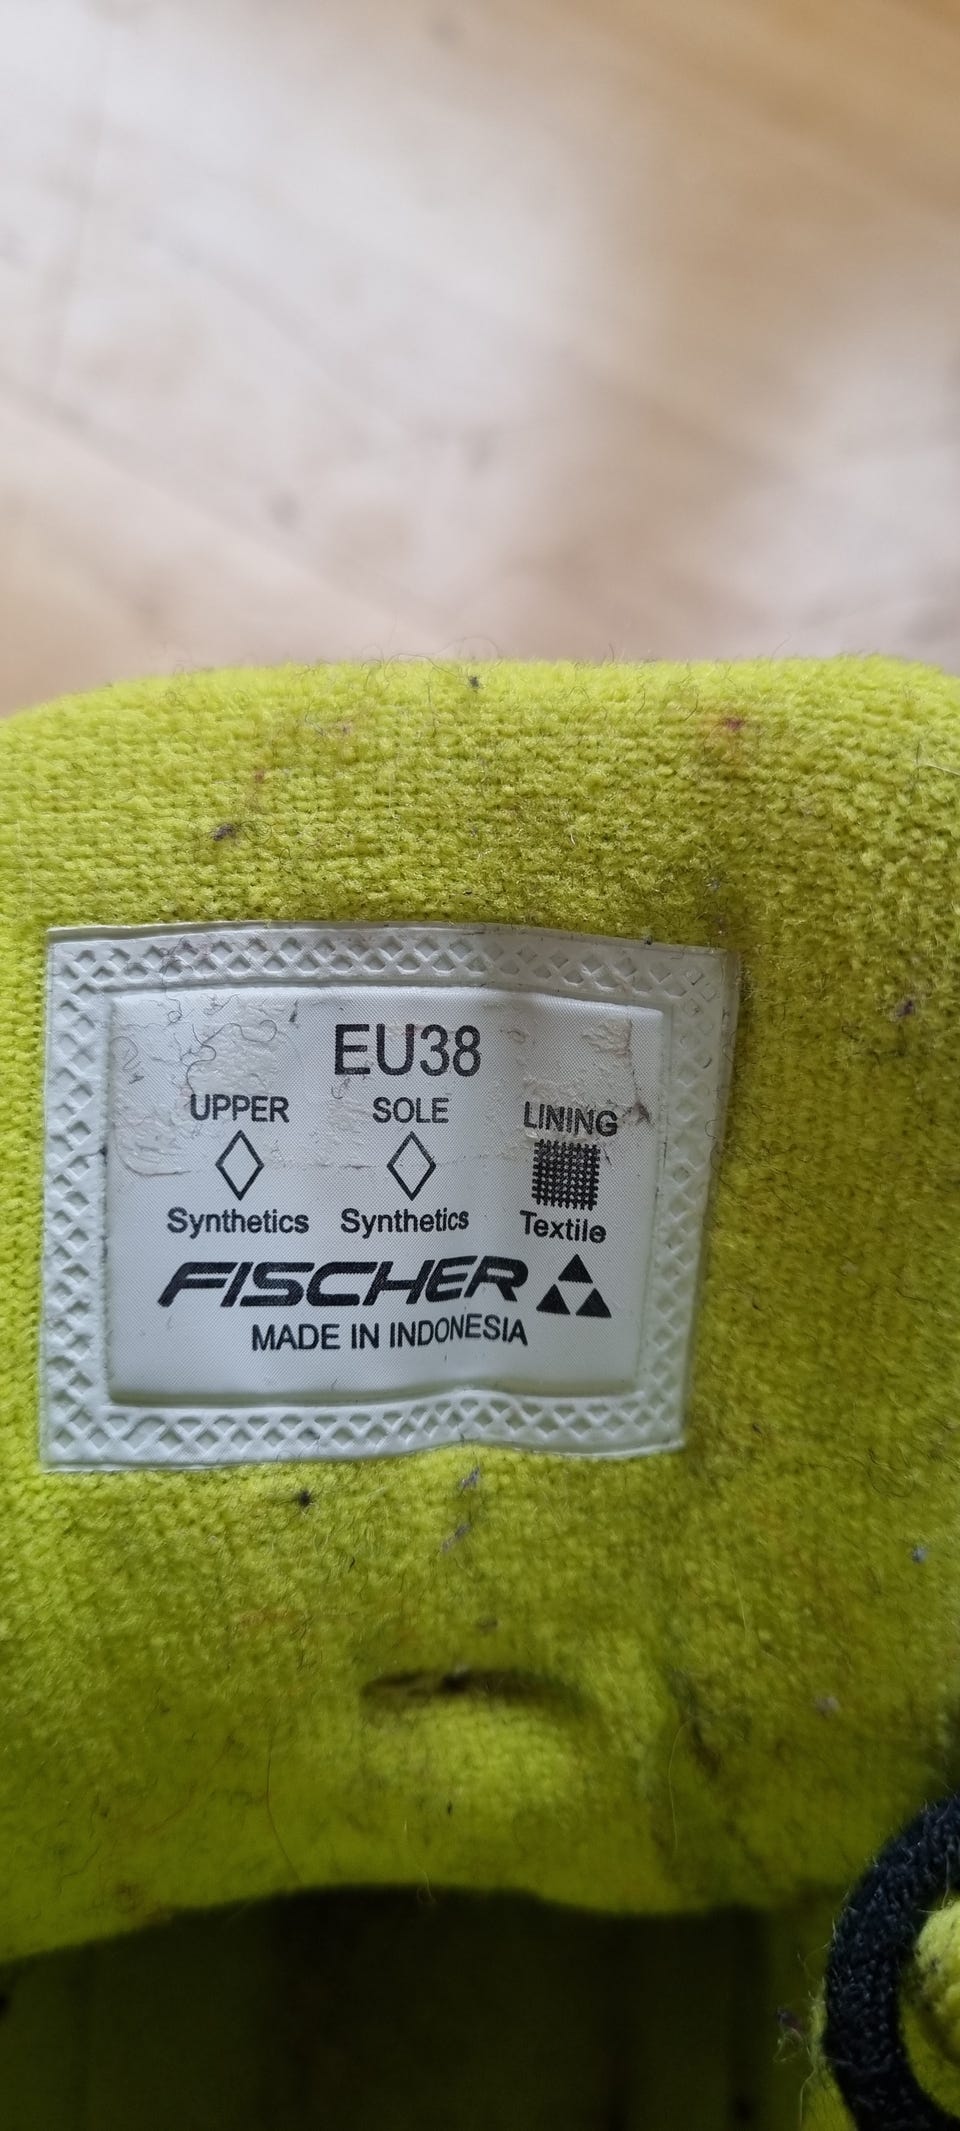 EU38
UPPER SOLE LINING
Synthetics Synthetics Textile
FISCHER
MADE IN INDONESIA